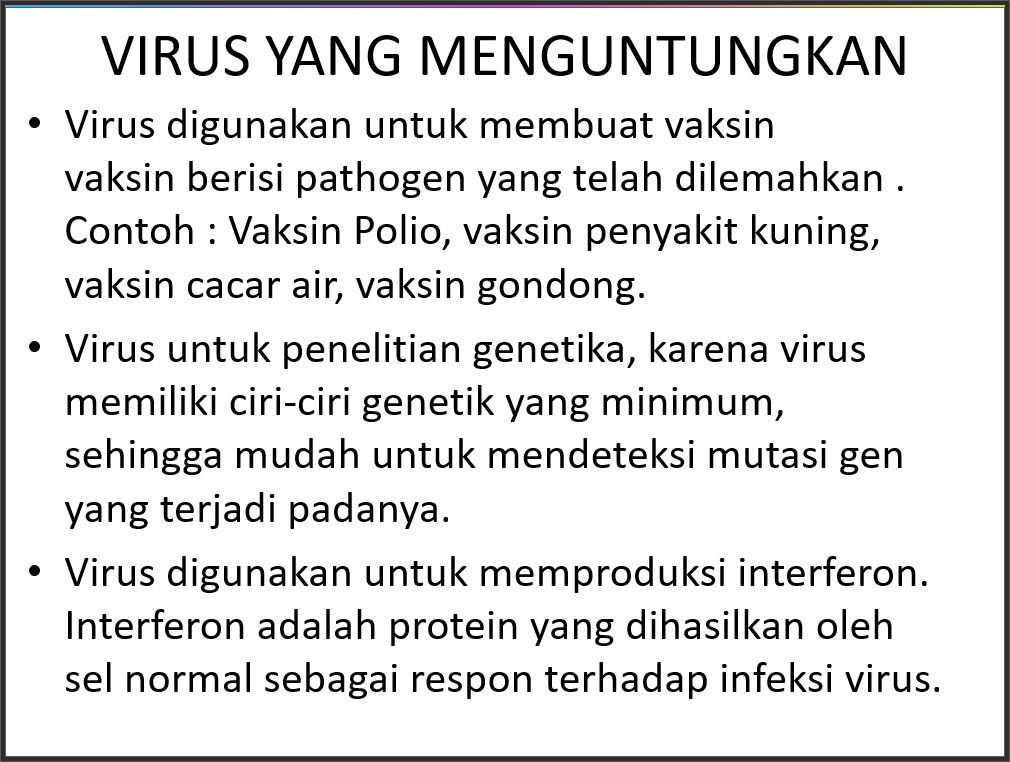 VIRUS YANG MENGUNTUNGKAN
• Virus digunakan untuk membuat vaksin
vaksin berisi pathogen yang telah dilemahkan .
Contoh : Vaksin Polio, vaksin penyakit kuning,
vaksin cacar air, vaksin gondong.
• Virus untuk penelitian genetika, karena virus
memiliki ciri-ciri genetik yang minimum,
sehingga mudah untuk mendeteksi mutasi gen
yang terjadi padanya.
• Virus digunakan untuk memproduksi interferon.
Interferon adalah protein yang dihasilkan oleh
sel normal sebagai respon terhadap infeksi virus.